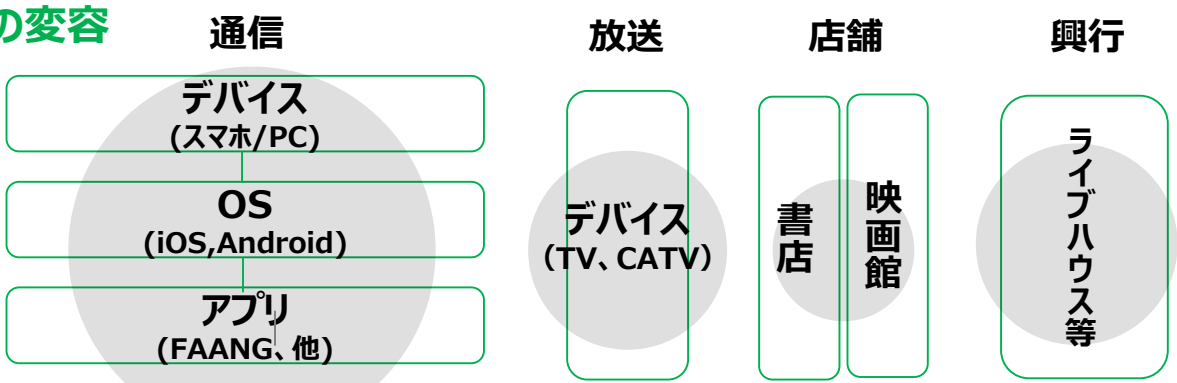 の変容
通信
放送
店舗
興行
デバイス
(スマホ/PC)
OS
(iOS,Android)
アプリ
(FAANG、他)
デバイス
(TV、CATV)
書店
映画館
ライブハウス等